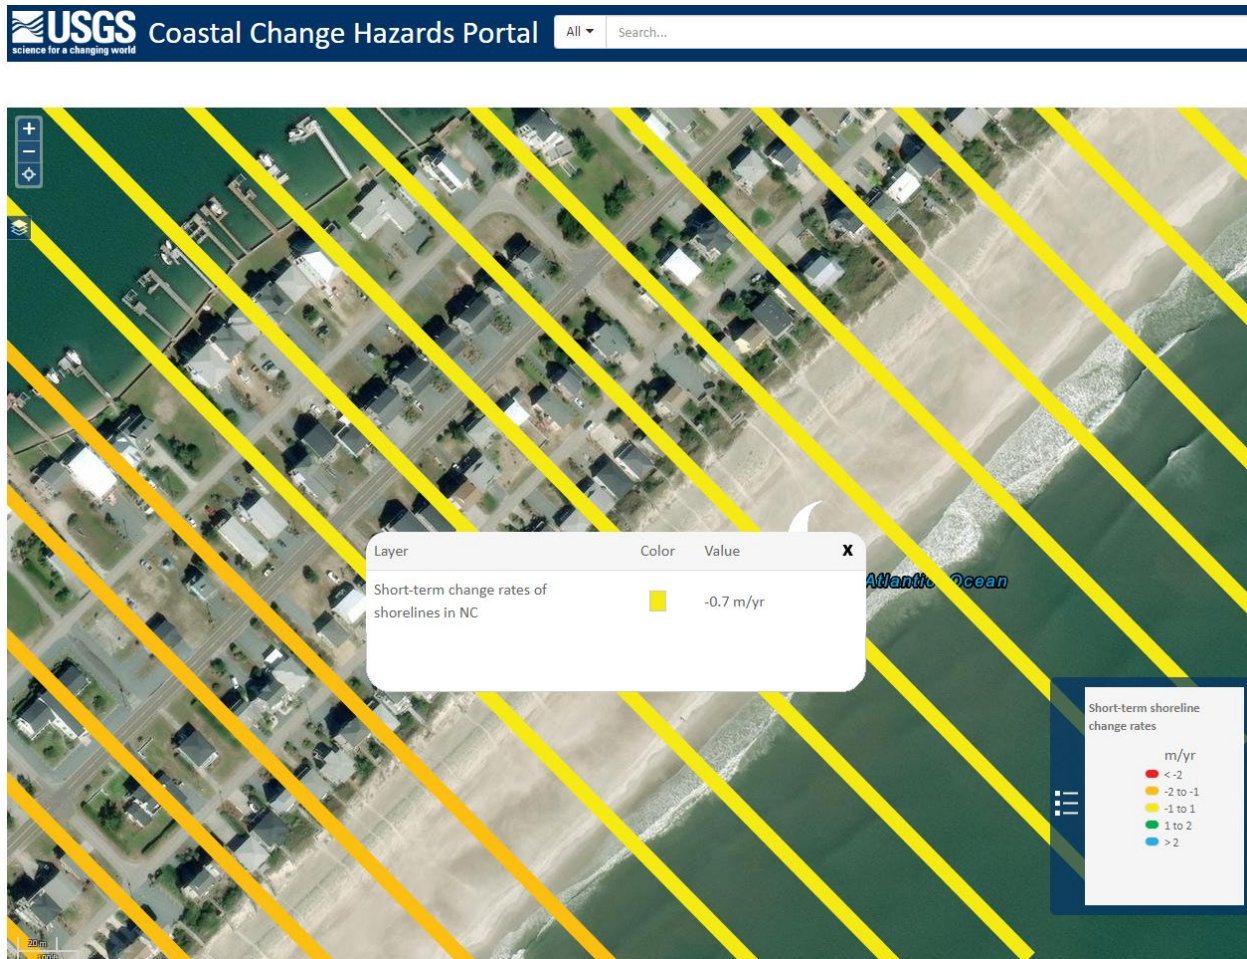 USGS
science for a changing world
Coastal Change Hazards Portal
All
Search...
+
−
Layer Color Value X
Short-term change rates of
shorelines in NC
-0.7 m/yr
Atlantic Ocean
Short-term shoreline
change rates
m/yr
< -2
-2 to -1
-1 to 1
1 to 2
> 2
20 m